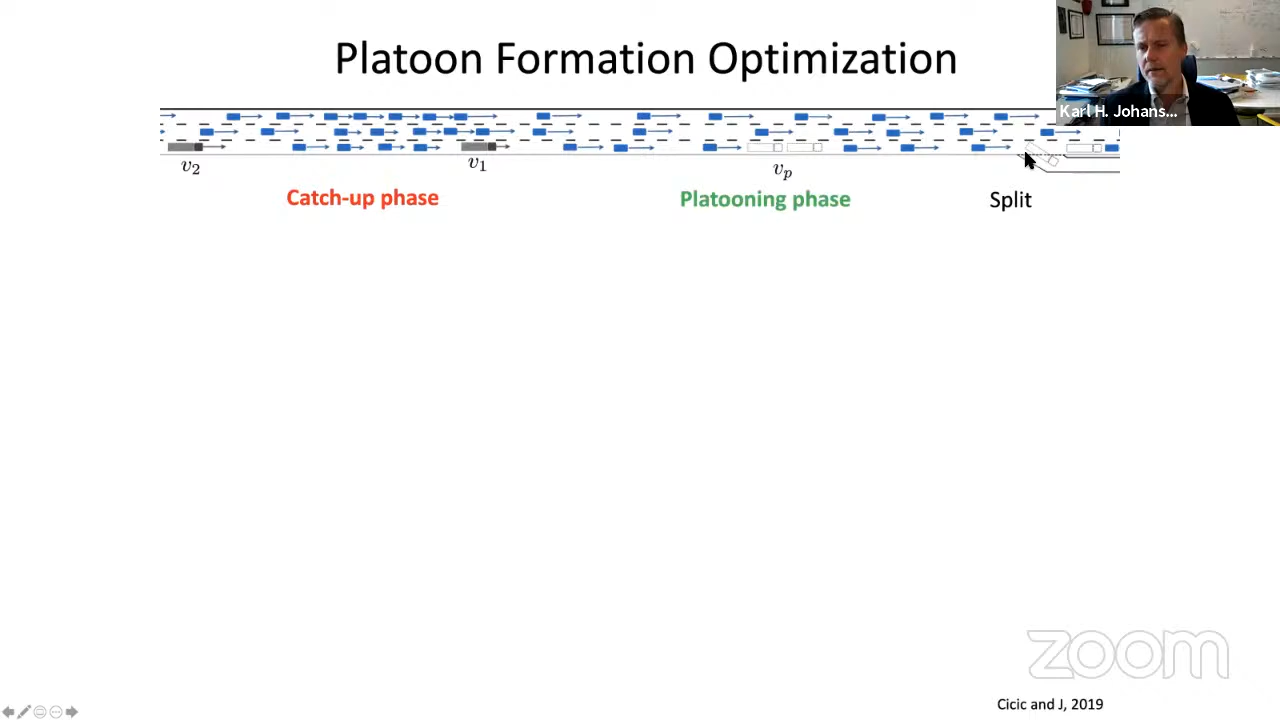 Platoon Formation Optimization
Karl H. Johans...
v2
v1
vp
Catch-up phase
Platooning phase
Split
zoom
Cicic and J, 2019